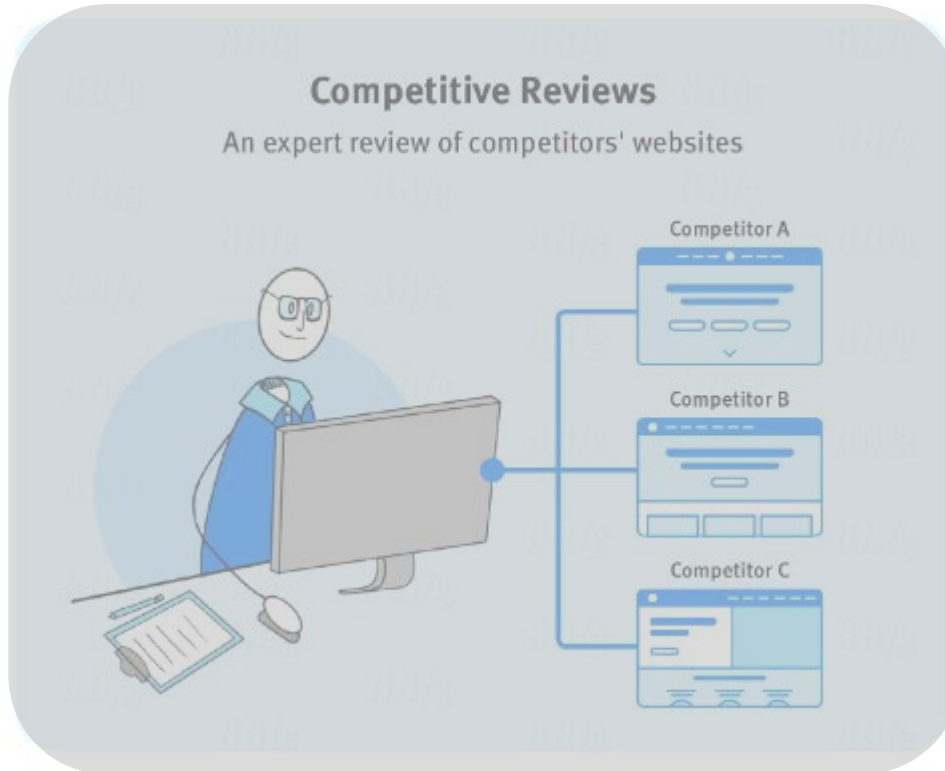 Competitive Reviews
An expert review of competitors' websites
Competitor A
Competitor B
Competitor C